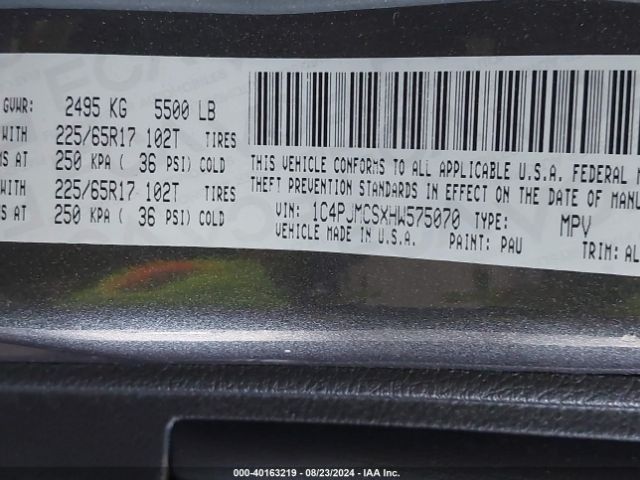 GVWR: 2495 KG 5500 LB
WITH 225/65R17 102T TIRES
MS AT 250 KPA ( 36 PSI) COLD
WITH 225/65R17 102T TIRES
MS AT 250 KPA ( 36 PSI) COLD
THIS VEHICLE CONFORMS TO ALL APPLICABLE U.S.A. FEDERAL M
THEFT PREVENTION STANDARDS IN EFFECT ON THE DATE OF MANU
VIN: 1C4PJMCSXHW575070 TYPE: MPV
VEHICLE MADE IN U.S.A. PAINT: PAU TRIM: AL
000-40163219 - 08/23/2024 - IAA Inc.